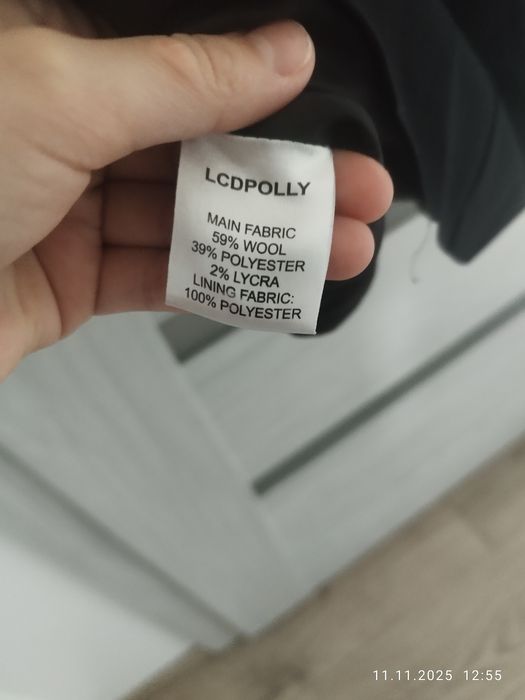 LCDPOLLY
MAIN FABRIC
59% WOOL
39% POLYESTER
2% LYCRA
LINING FABRIC:
100% POLYESTER
11.11.2025 12:55